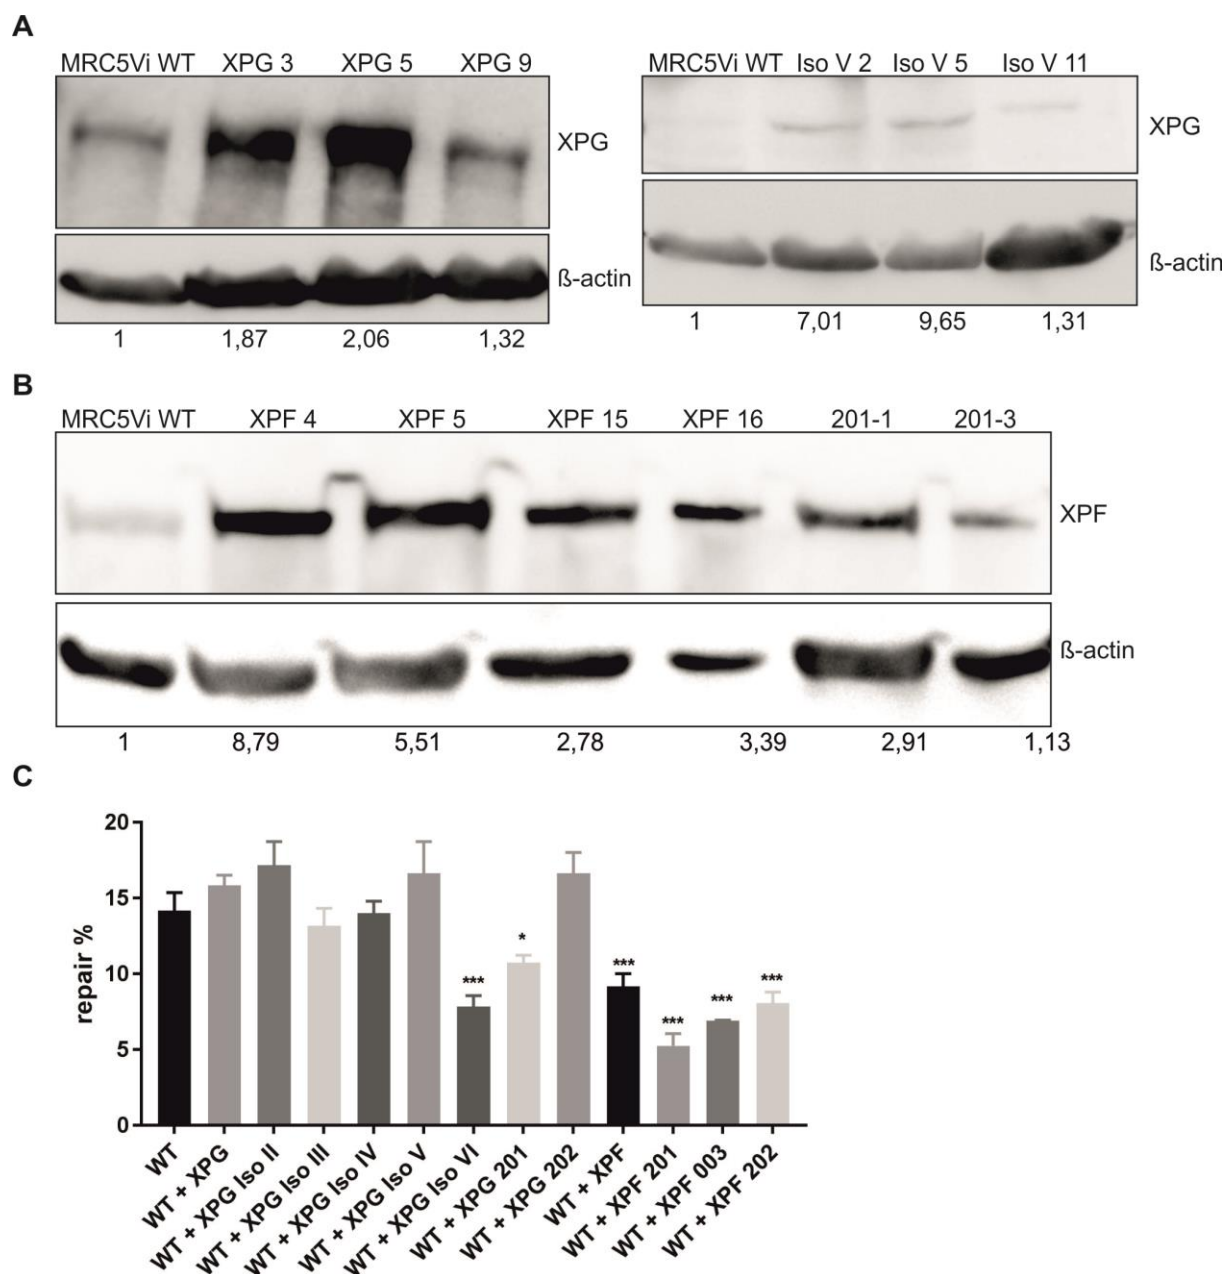 A
MRC5Vi WT XPG 3 XPG 5 XPG 9
XPG
ß-actin
1 1,87 2,06 1,32
MRC5Vi WT Iso V 2 Iso V 5 Iso V 11
XPG
ß-actin
1 7,01 9,65 1,31
B
MRC5Vi WT XPF 4 XPF 5 XPF 15 XPF 16 201-1 201-3
XPF
ß-actin
1 8,79 5,51 2,78 3,39 2,91 1,13
C
repair %
20
15
10
5
0
***
*
***
***
***
***
WT
WT + XPG
WT + XPG Iso II
WT + XPG Iso III
WT + XPG Iso IV
WT + XPG Iso V
WT + XPG Iso VI
WT + XPG 201
WT + XPG 202
WT + XPF
WT + XPF 201
WT + XPF 003
WT + XPF 202